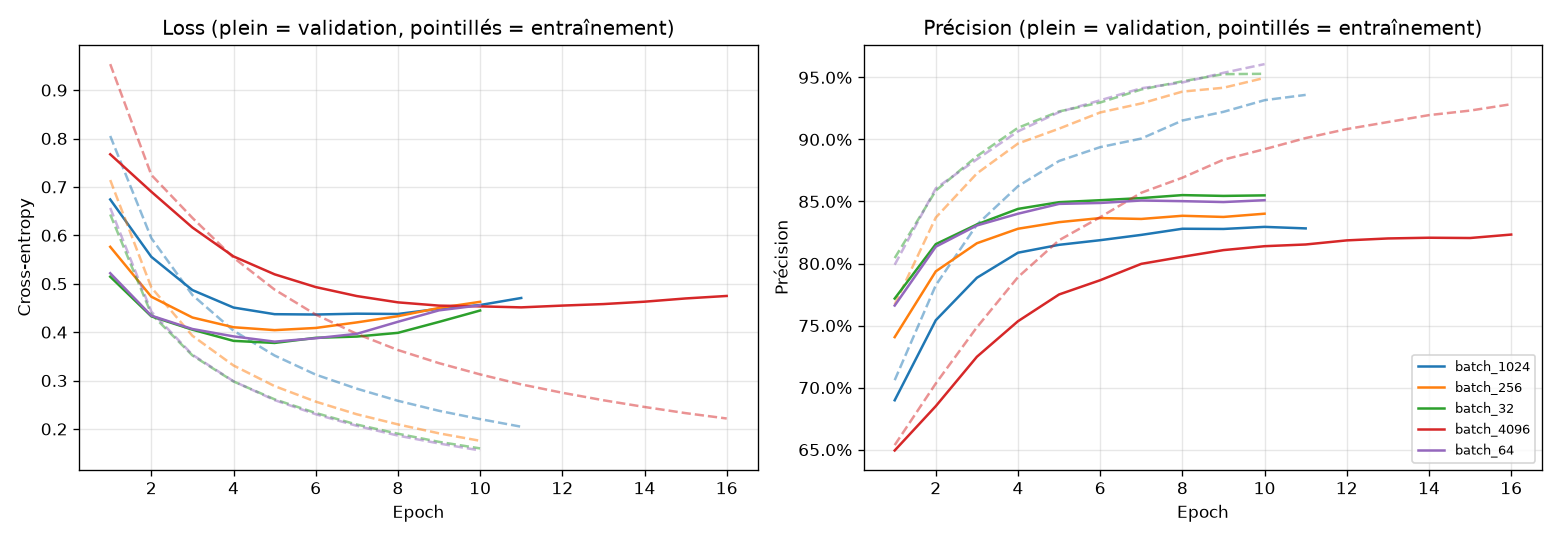 Loss (plein = validation, pointillés = entraînement)
Cross-entropy
0.9
0.8
0.7
0.6
0.5
0.4
0.3
0.2
2 4 6 8 10 12 14 16
Epoch
Précision (plein = validation, pointillés = entraînement)
Précision
95.0%
90.0%
85.0%
80.0%
75.0%
70.0%
65.0%
batch_1024
batch_256
batch_32
batch_4096
batch_64
2 4 6 8 10 12 14 16
Epoch